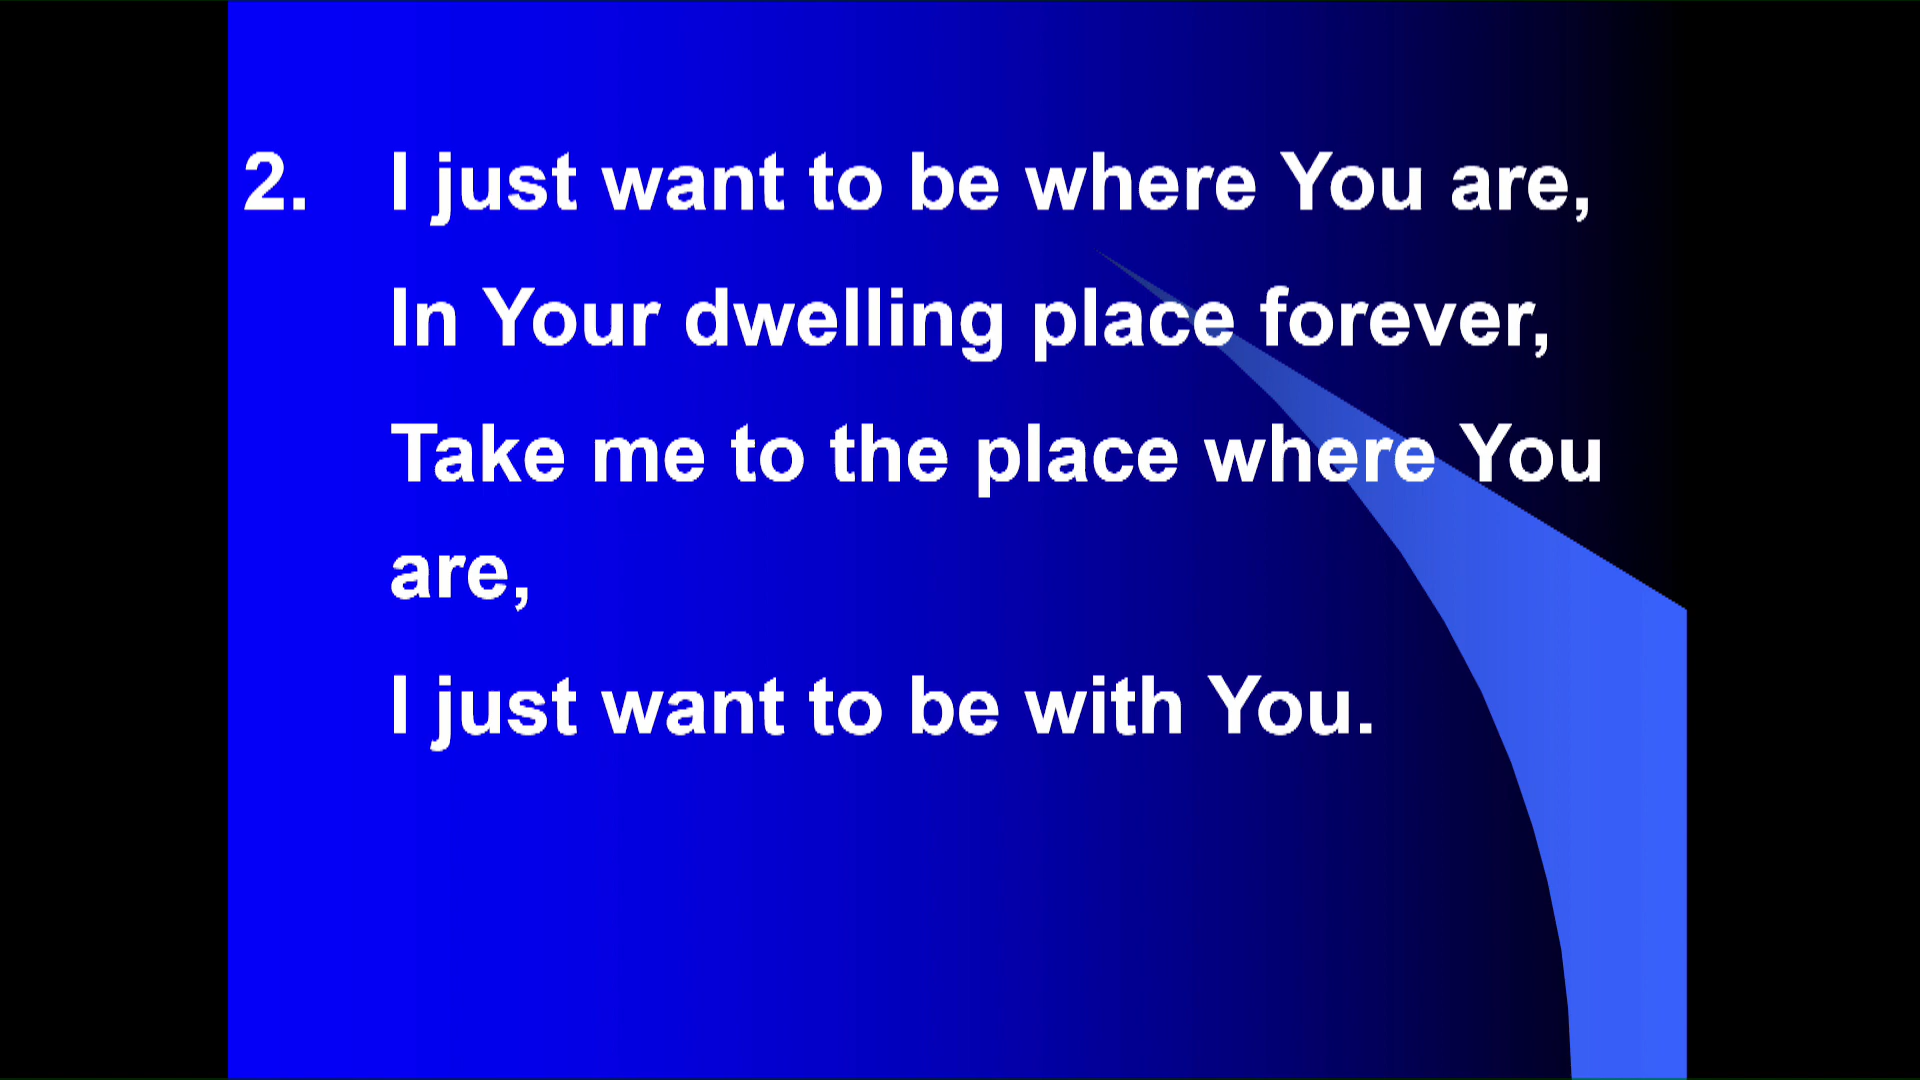 2. I just want to be where You are,
In Your dwelling place forever,
Take me to the place where You
are,
I just want to be with You.